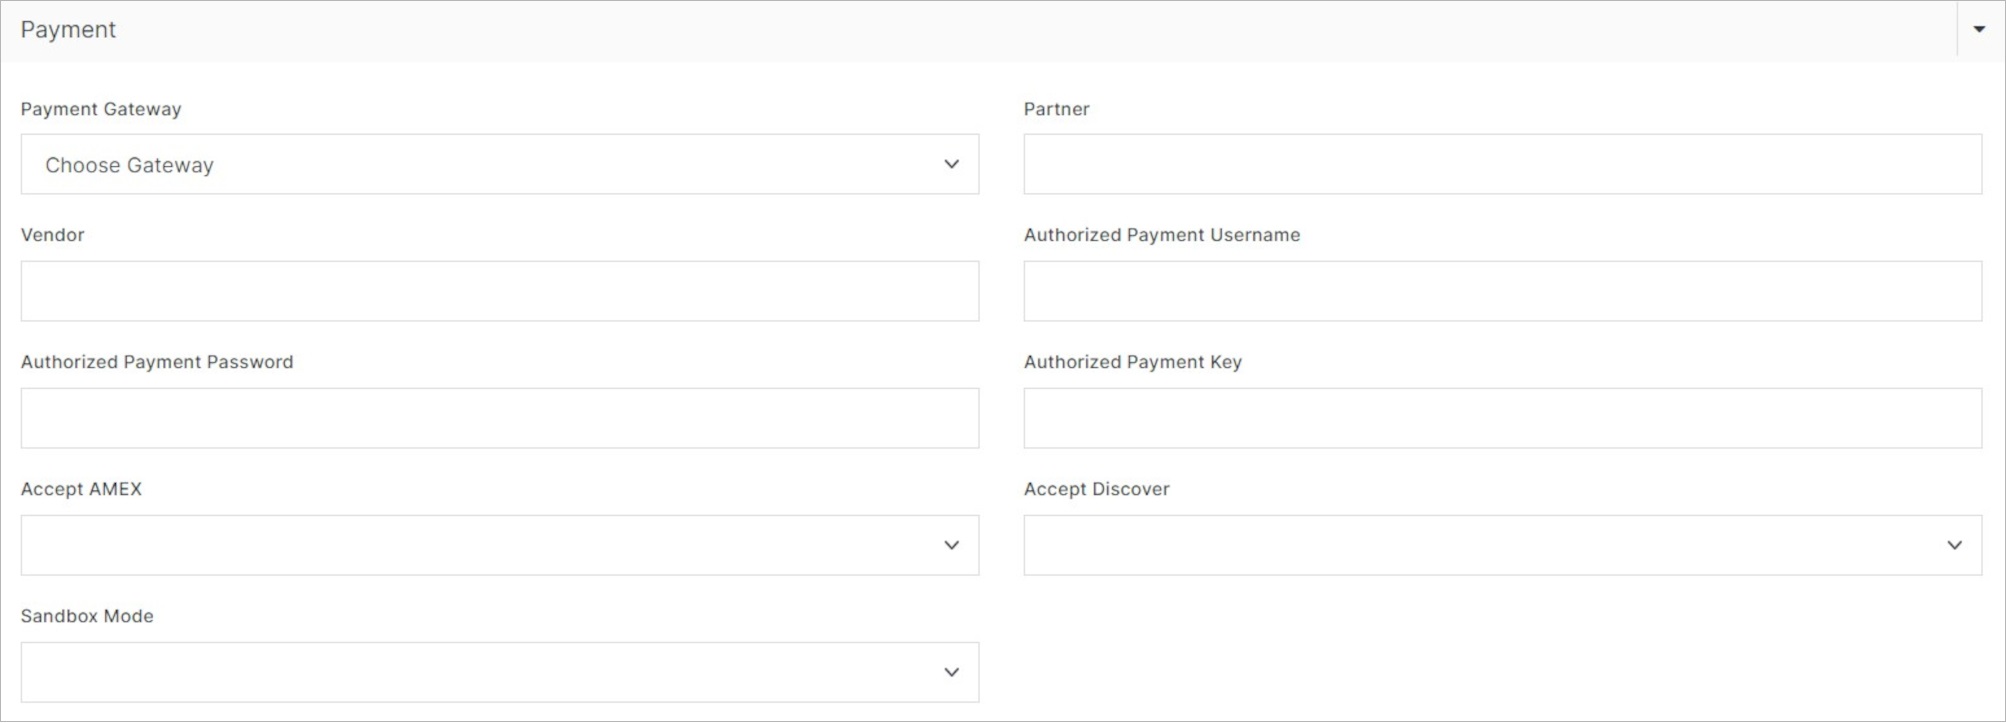 Payment
Payment Gateway
Partner
Choose Gateway
Vendor
Authorized Payment Username
Authorized Payment Password
Authorized Payment Key
Accept AMEX
Accept Discover
Sandbox Mode